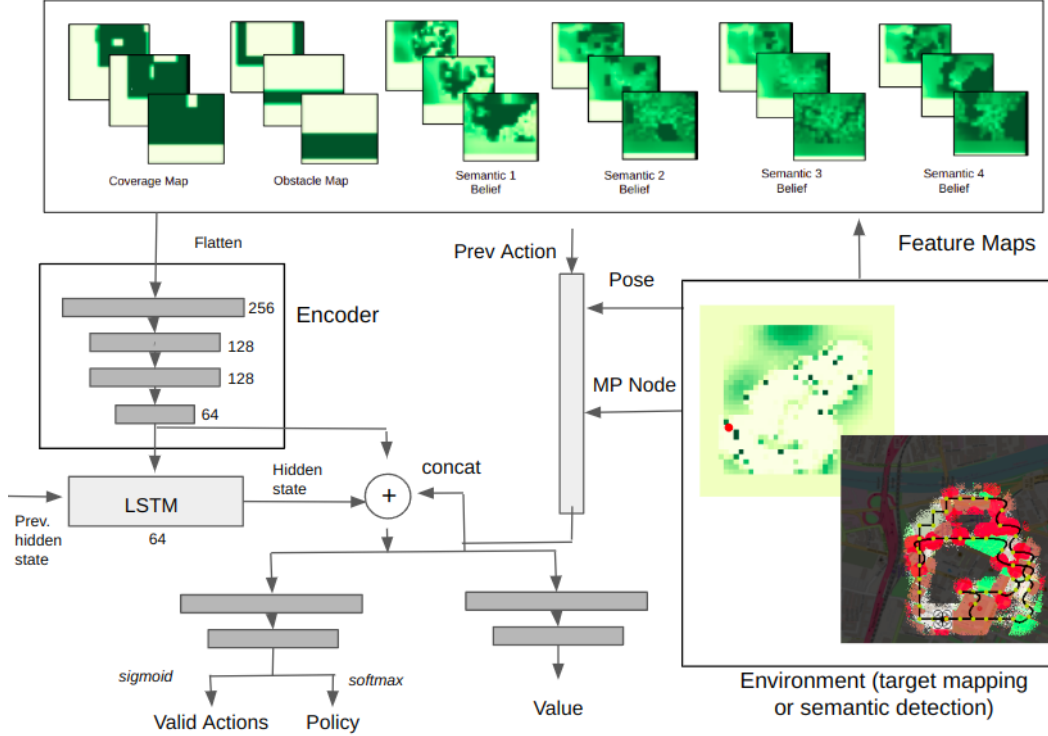 Coverage Map
Obstacle Map
Semantic 1
Belief
Semantic 2
Belief
Semantic 3
Belief
Semantic 4
Belief
Flatten
Prev Action
Feature Maps
Pose
256
Encoder
128
128
MP Node
64
Hidden
state
concat
+
LSTM
Prev.
hidden
state
64
sigmoid
softmax
Valid Actions
Policy
Value
Environment (target mapping
or semantic detection)